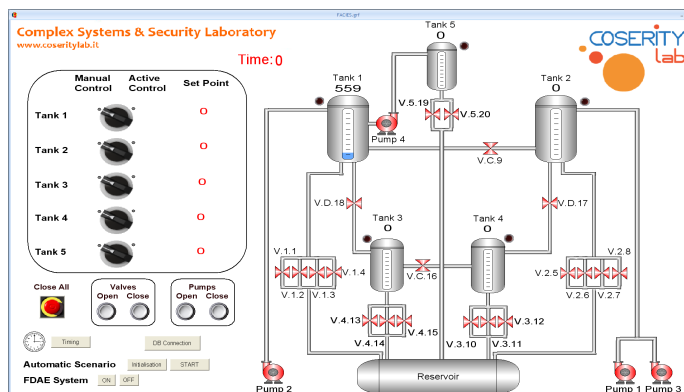 FACIES.grf
Complex Systems & Security Laboratory
www.coseritylab.it
COSERITY
lab
Time: 0
Manual Control
Active Control
Set Point
Tank 1
0
Tank 2
0
Tank 3
0
Tank 4
0
Tank 5
0
Close All
Valves
Open
Close
Pumps
Open
Close
Timing
DB Connection
Automatic Scenario
Initialisation
START
FDAE System
ON
OFF
Tank 5
0
Tank 1
559
Tank 2
0
V.5.19
V.5.20
Pump 4
V.C.9
V.D.18
V.D.17
Tank 3
0
Tank 4
0
V.1.1
V.1.4
V.1.2
V.1.3
V.C.16
V.2.8
V.2.5
V.2.6
V.2.7
V.4.13
V.4.15
V.4.14
V.3.12
V.3.10
V.3.11
Reservoir
Pump 2
Pump 1
Pump 3